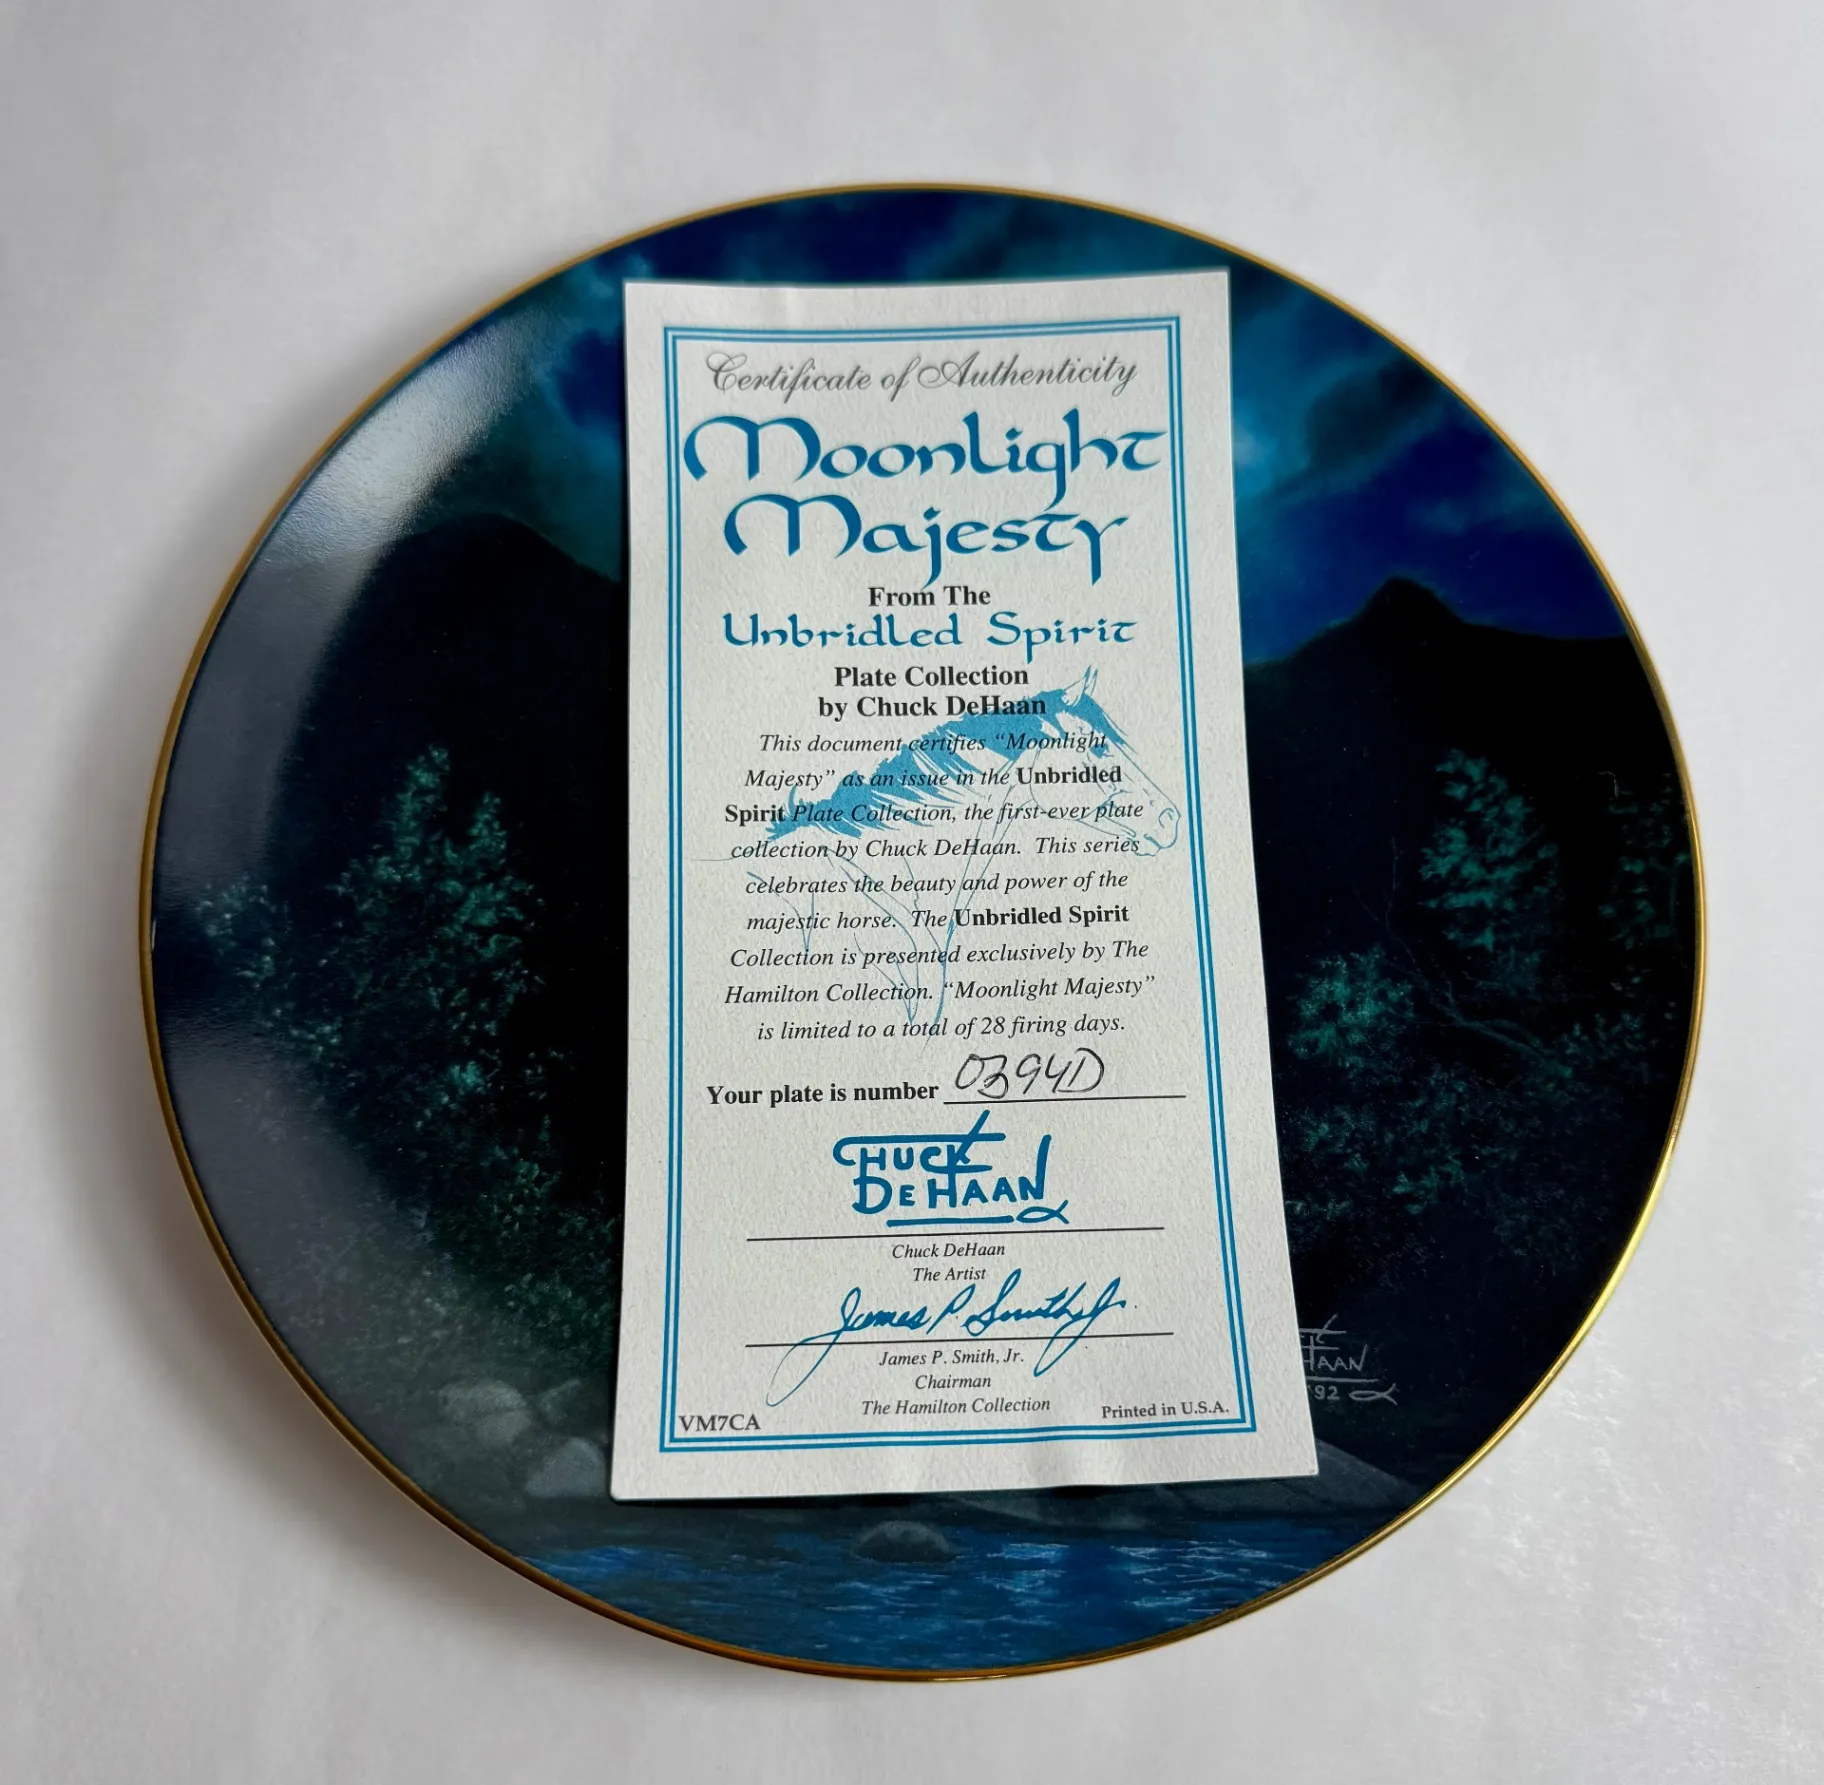 Certificate of Authenticity
Moonlight
Majesty
From The
Unbridled Spirit
Plate Collection
by Chuck DeHaan
This document certifies “Moonlight
Majesty” as an issue in the Unbridled
Spirit Plate Collection, the first-ever plate
collection by Chuck DeHaan. This series
celebrates the beauty and power of the
majestic horse. The Unbridled Spirit
Collection is presented exclusively by The
Hamilton Collection. “Moonlight Majesty”
is limited to a total of 28 firing days.
Your plate is number 0394D
CHUCK
DEHAAN
Chuck DeHaan
The Artist
James P. Smith, Jr.
James P. Smith, Jr.
Chairman
The Hamilton Collection
VM7CA
Printed in U.S.A.
HAAN
'92